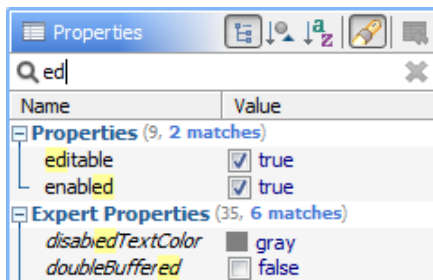 Properties
ed
Name Value
Properties (9, 2 matches)
editable true
enabled true
Expert Properties (35, 6 matches)
disabledTextColor gray
doubleBuffered false